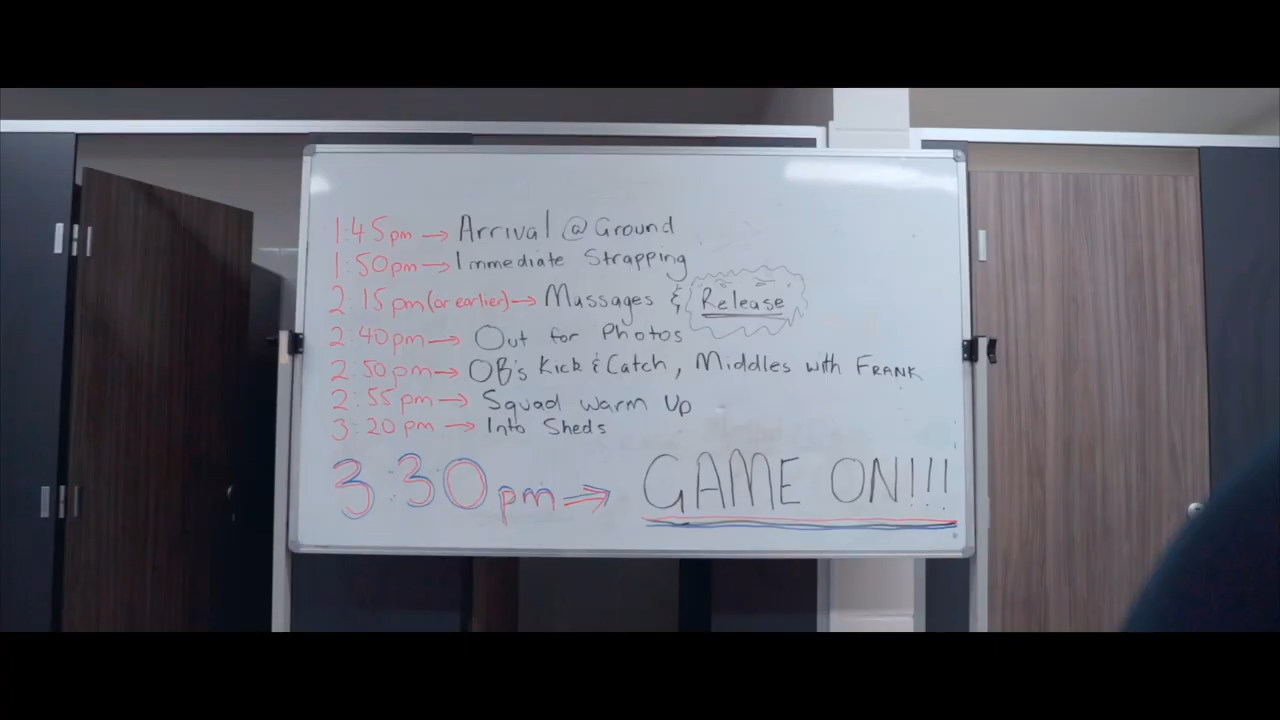 1:45pm → Arrival @ Ground
1:50pm → Immediate Strapping
2:15pm (or earlier) → Massages & Release
2:40pm → Out for Photos
2:50pm → OB's Kick & Catch, Middles with FRANK
2:55pm → Squad Warm Up
3:20pm → Into Sheds
3:30pm → GAME ON!!!